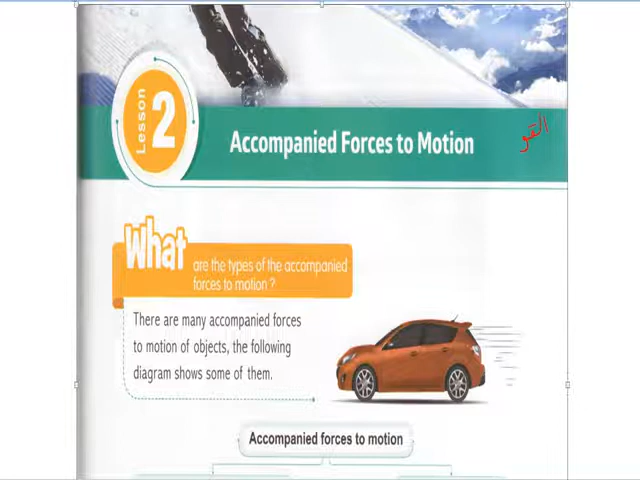 Lesson 2
Accompanied Forces to Motion
القو
What
are the types of the accompanied
forces to motion ?
There are many accompanied forces
to motion of objects, the following
diagram shows some of them.
Accompanied forces to motion